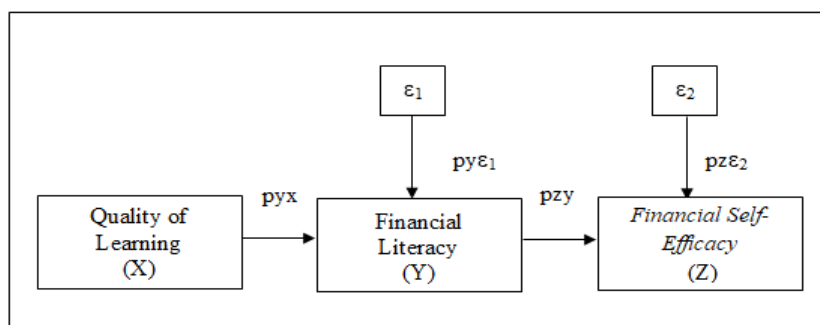 ε1
ε2
pyε1
pzε2
pyx
pzy
Quality of
Learning
(X)
Financial
Literacy
(Y)
Financial Self-
Efficacy
(Z)